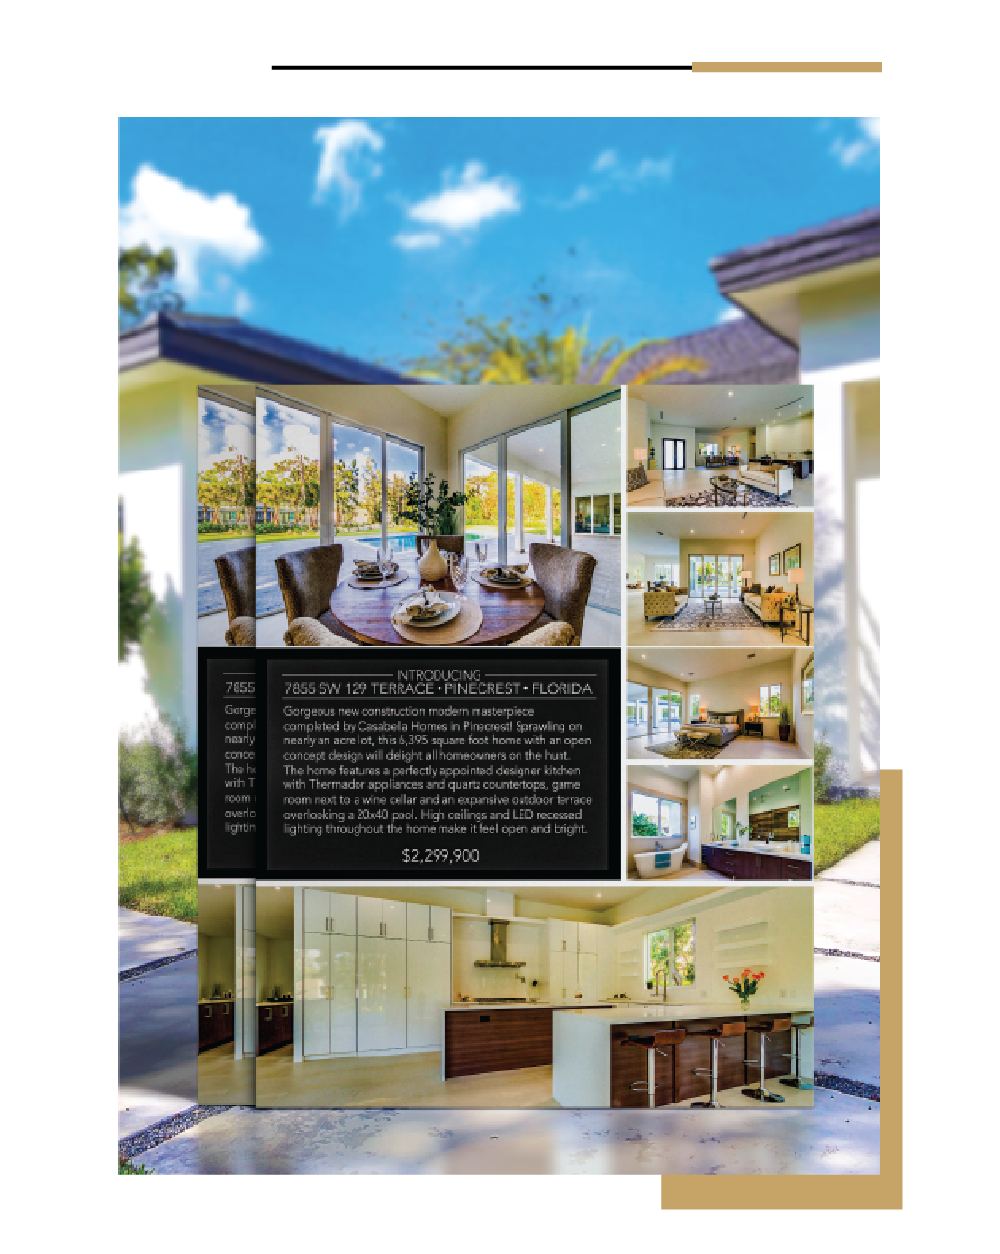 INTRODUCING
7855 SW 129 TERRACE • PINECREST • FLORIDA
Gorgeous new construction modern masterpiece
completed by Casabella Homes in Pinecrest! Sprawling on
nearly an acre lot, this 6,395 square foot home with an open
concept design will delight all homeowners on the hunt.
The home features a perfectly appointed designer kitchen
with Thermador appliances and quartz countertops, game
room next to a wine cellar and an expansive outdoor terrace
overlooking a 20x40 pool. High ceilings and LED recessed
lighting throughout the home make it feel open and bright.
$2,299,900
7855
Gorge
compl
nearly
conce
The ho
with T
room
overlo
lightin